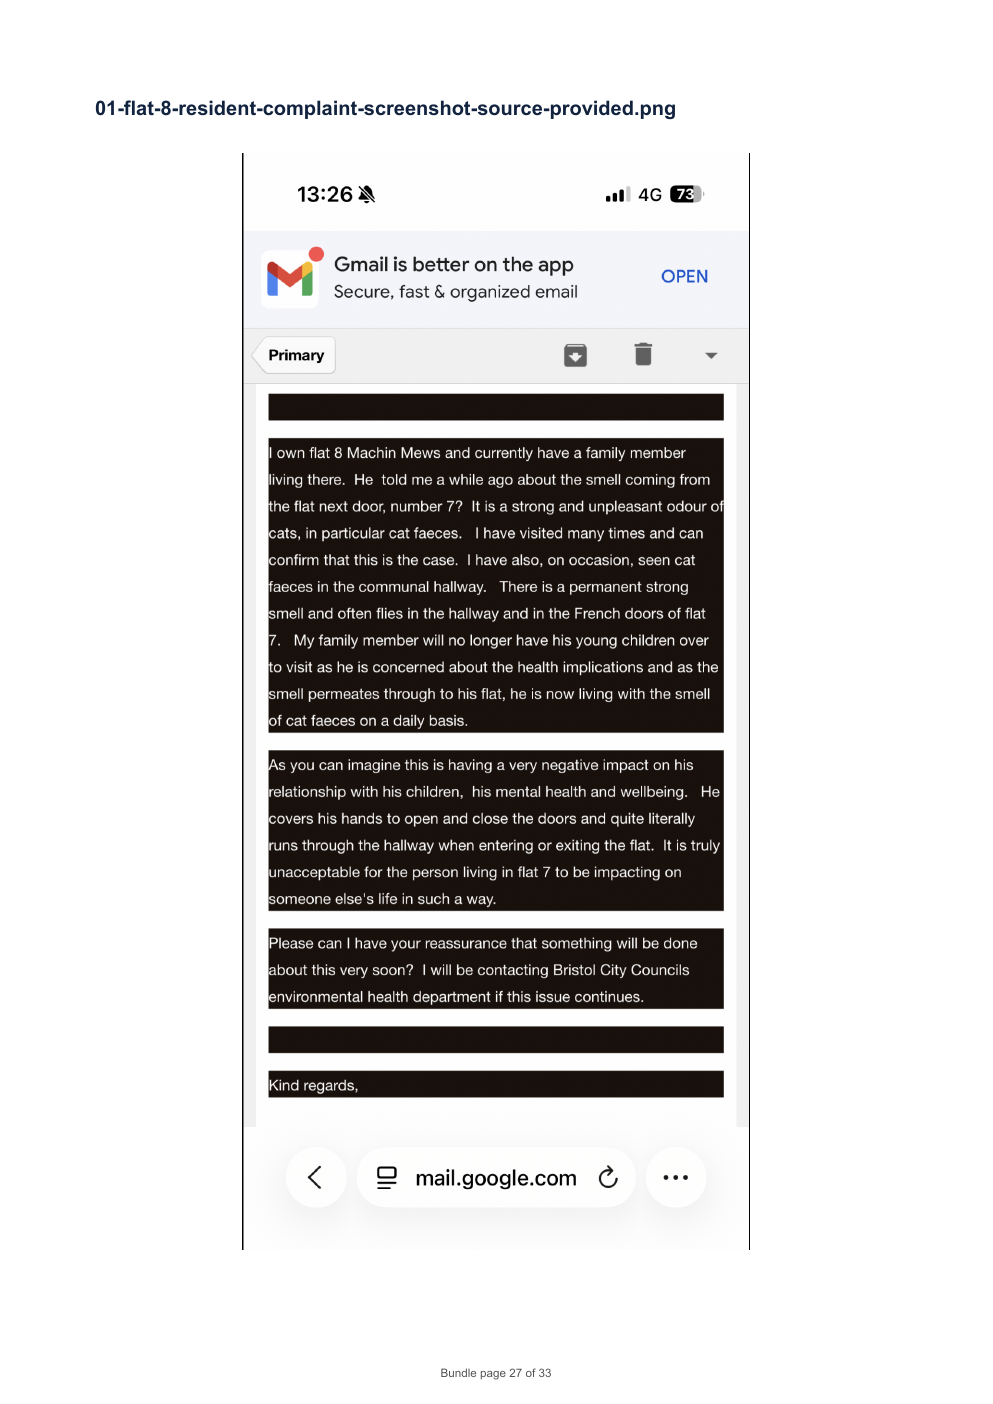 01-flat-8-resident-complaint-screenshot-source-provided.png
13:26
4G
73
Gmail is better on the app
Secure, fast & organized email
OPEN
Primary
I own flat 8 Machin Mews and currently have a family member
living there.  He  told me a while ago about the smell coming from
the flat next door, number 7?  It is a strong and unpleasant odour of
cats, in particular cat faeces.   I have visited many times and can
confirm that this is the case.  I have also, on occasion, seen cat
faeces in the communal hallway.   There is a permanent strong
smell and often flies in the hallway and in the French doors of flat
7.   My family member will no longer have his young children over
to visit as he is concerned about the health implications and as the
smell permeates through to his flat, he is now living with the smell
of cat faeces on a daily basis.
As you can imagine this is having a very negative impact on his
relationship with his children,  his mental health and wellbeing.   He
covers his hands to open and close the doors and quite literally
runs through the hallway when entering or exiting the flat.  It is truly
unacceptable for the person living in flat 7 to be impacting on
someone else's life in such a way.
Please can I have your reassurance that something will be done
about this very soon?  I will be contacting Bristol City Councils
environmental health department if this issue continues.
Kind regards,
mail.google.com
Bundle page 27 of 33